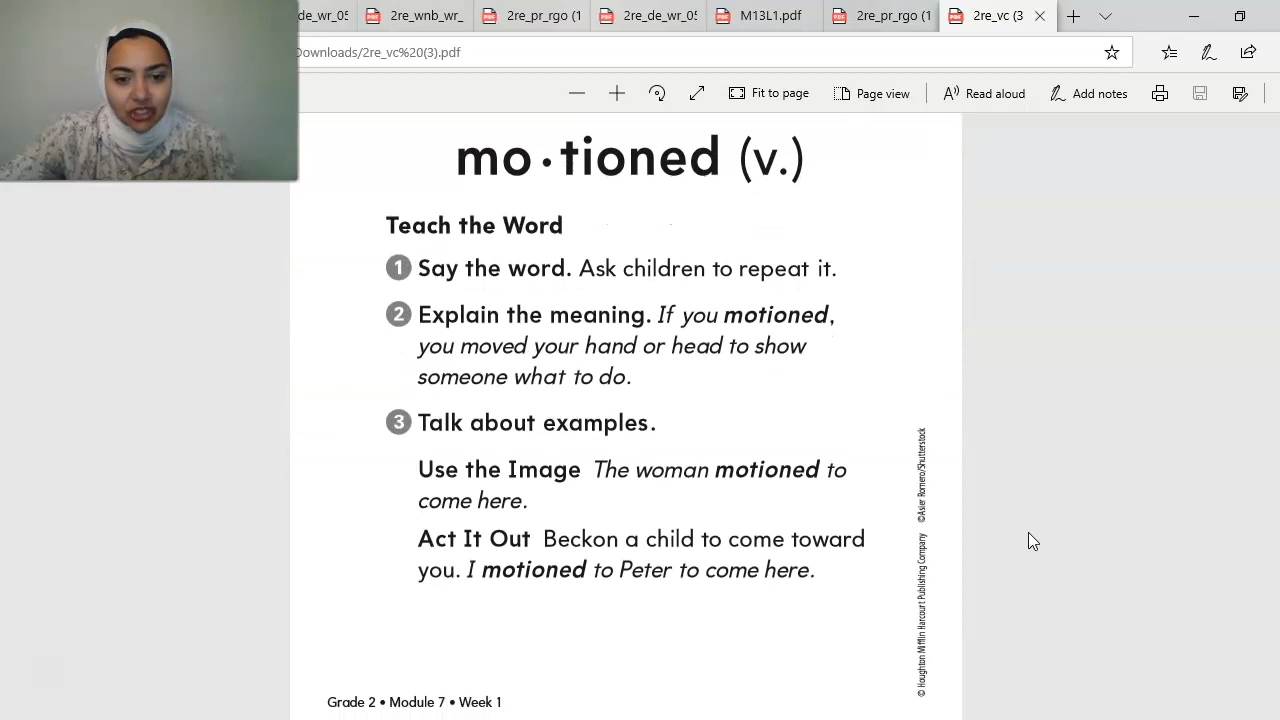 de_wr_05
2re_wnb_wr_
2re_pr_rgo (1
2re_de_wr_05
M13L1.pdf
2re_pr_rgo (1
2re_vc (3
Downloads/2re_vc%20(3).pdf
Fit to page
Page view
Read aloud
Add notes
mo•tioned (v.)
Teach the Word
1 Say the word. Ask children to repeat it.
2 Explain the meaning. If you motioned,
you moved your hand or head to show
someone what to do.
3 Talk about examples.
Use the Image The woman motioned to
come here.
Act It Out Beckon a child to come toward
you. I motioned to Peter to come here.
© Houghton Mifflin Harcourt Publishing Company ©Asier Romero/Shutterstock
Grade 2 • Module 7 • Week 1